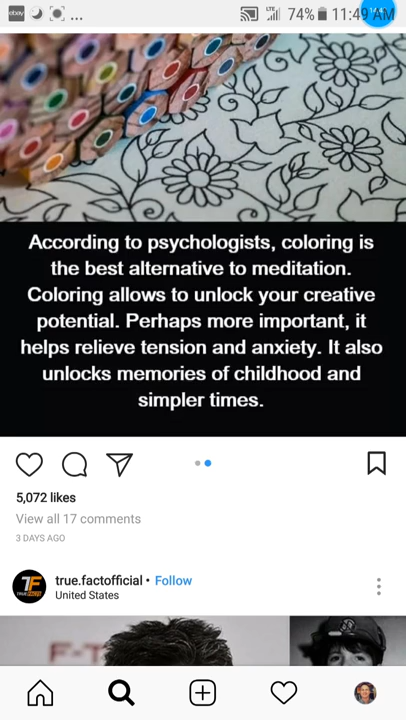 ebay
LTE
74%
11:49 AM
According to psychologists, coloring is
the best alternative to meditation.
Coloring allows to unlock your creative
potential. Perhaps more important, it
helps relieve tension and anxiety. It also
unlocks memories of childhood and
simpler times.
5,072 likes
View all 17 comments
3 DAYS AGO
true.factofficial • Follow
United States
F-T